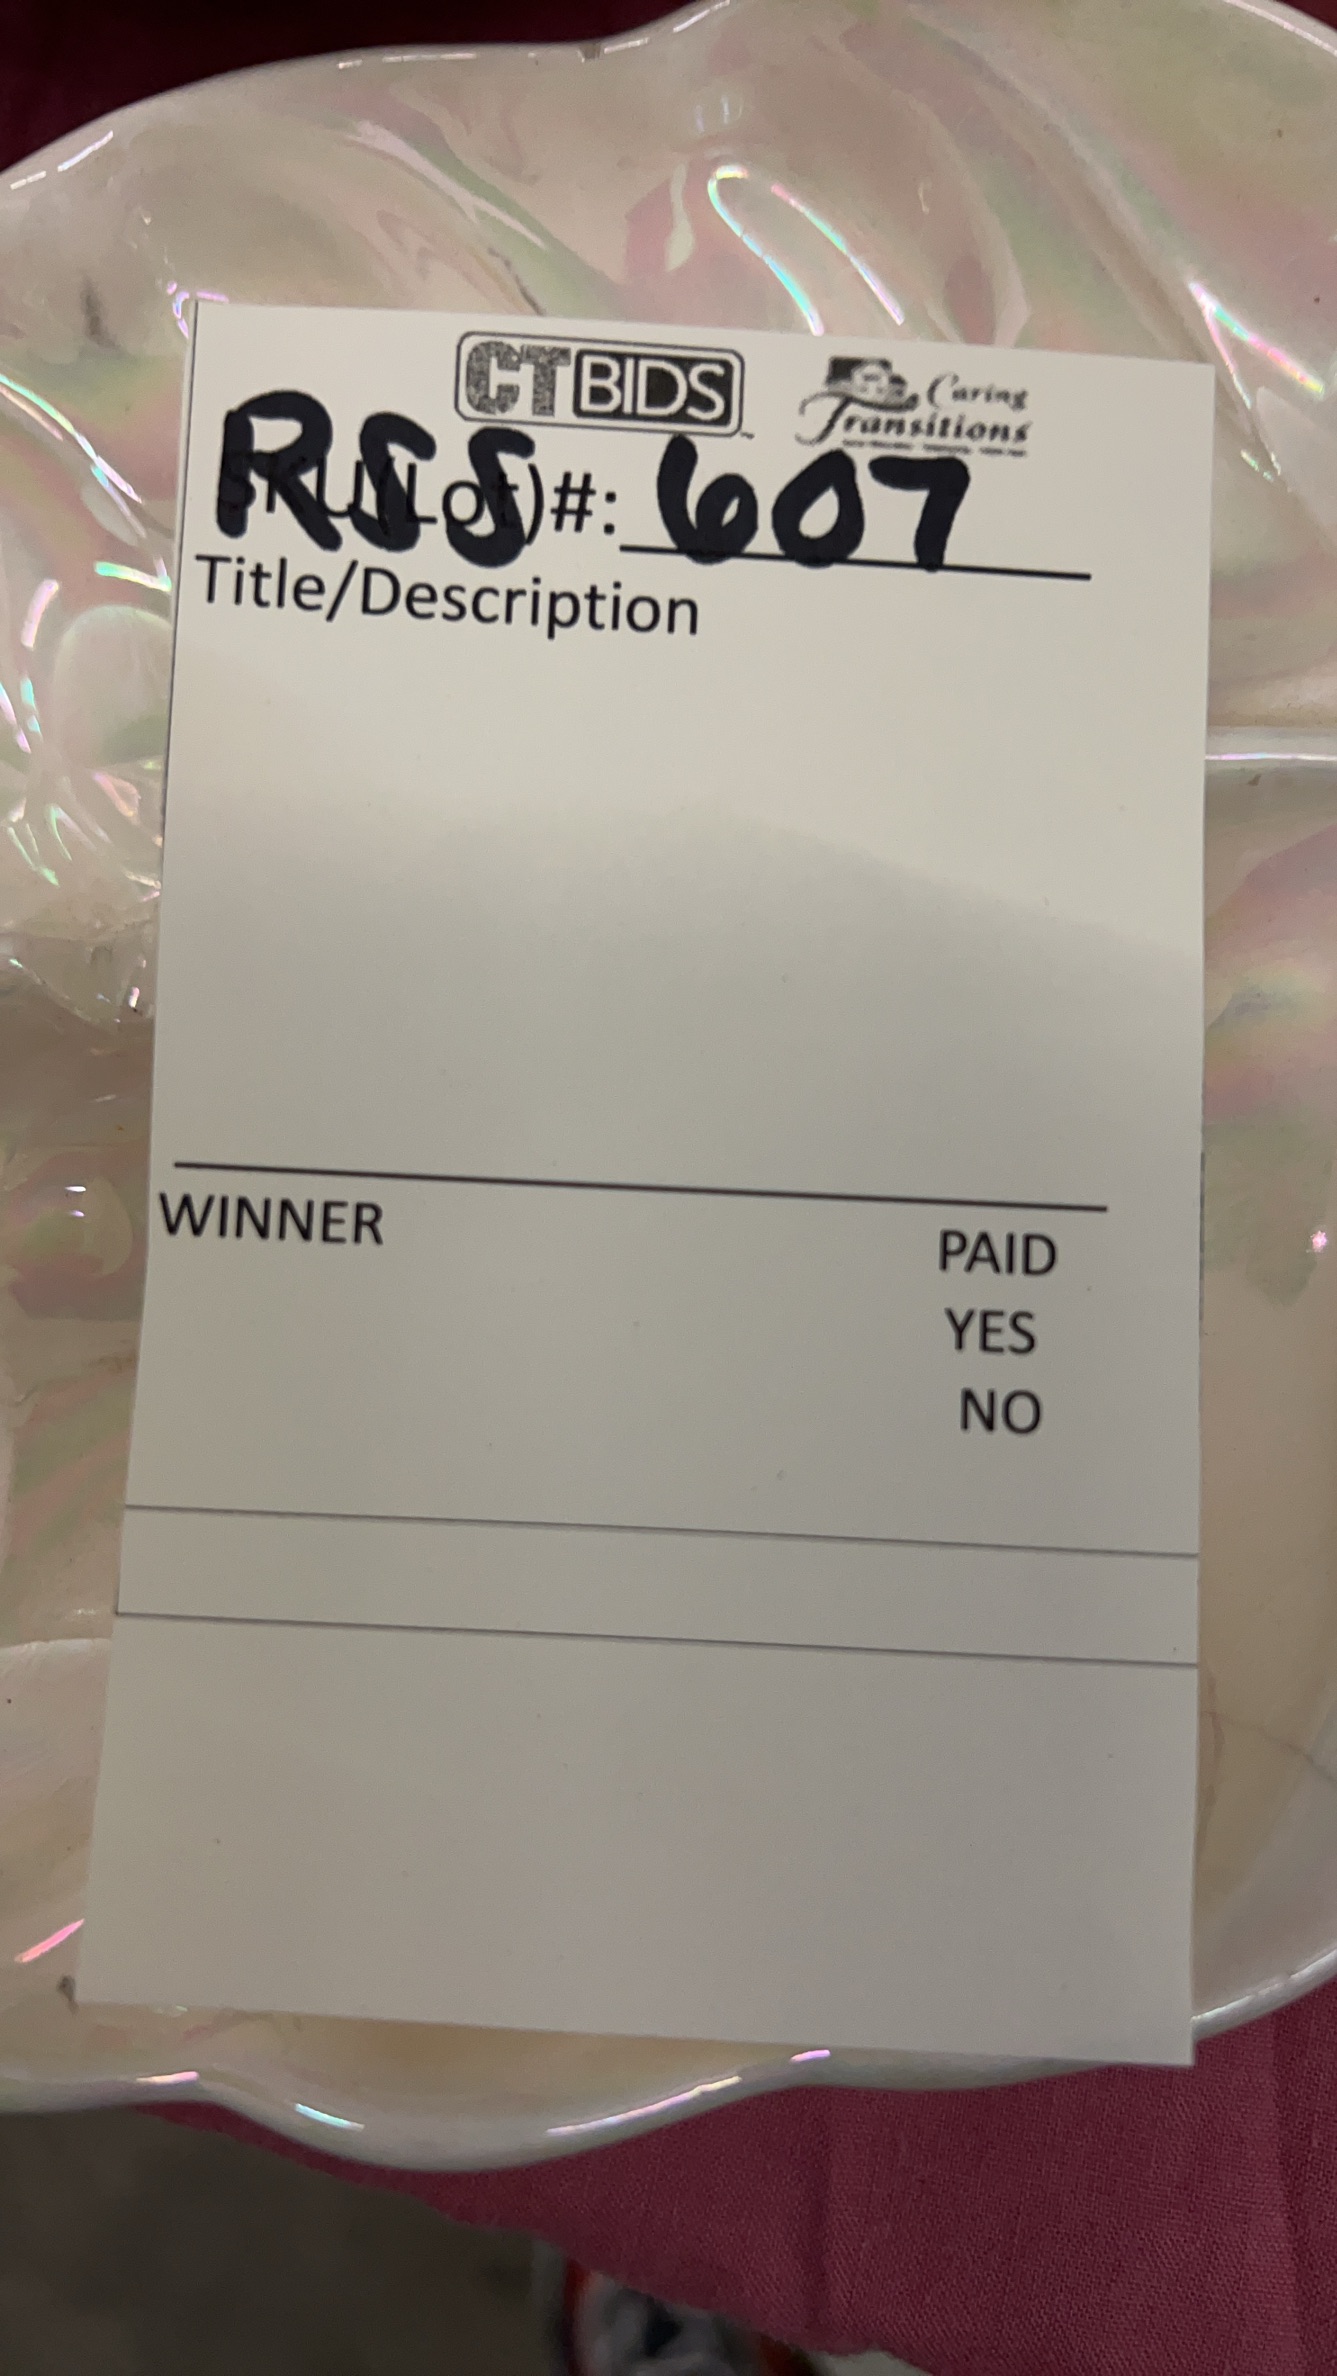 CTBIDS
Caring
Transitions
RSS SKU(Lot)#: 607
Title/Description
WINNER
PAID
YES
NO